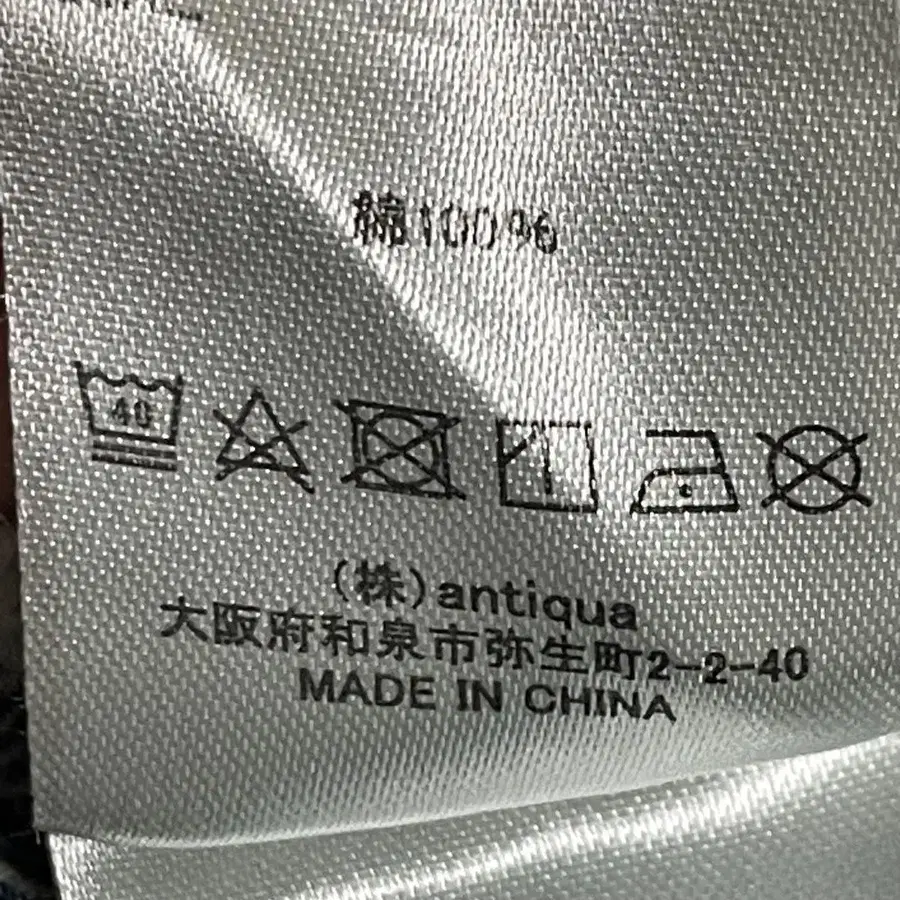 綿100%
40
(株)antiqua
大阪府和泉市弥生町2-2-40
MADE IN CHINA